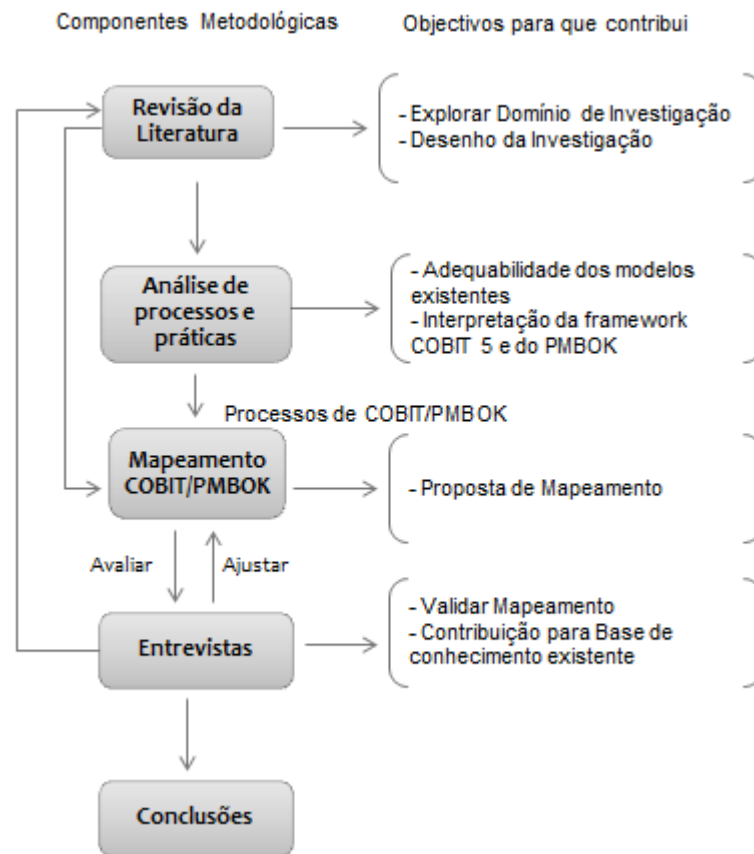 Componentes Metodológicas
Objectivos para que contribui
Revisão da
Literatura
- Explorar Domínio de Investigação
- Desenho da Investigação
Análise de
processos e
práticas
- Adequabilidade dos modelos
existentes
- Interpretação da framework
COBIT 5 e do PMBOK
Processos de COBIT/PMBOK
Mapeamento
COBIT/PMBOK
- Proposta de Mapeamento
Avaliar
Ajustar
Entrevistas
- Validar Mapeamento
- Contribuição para Base de
conhecimento existente
Conclusões